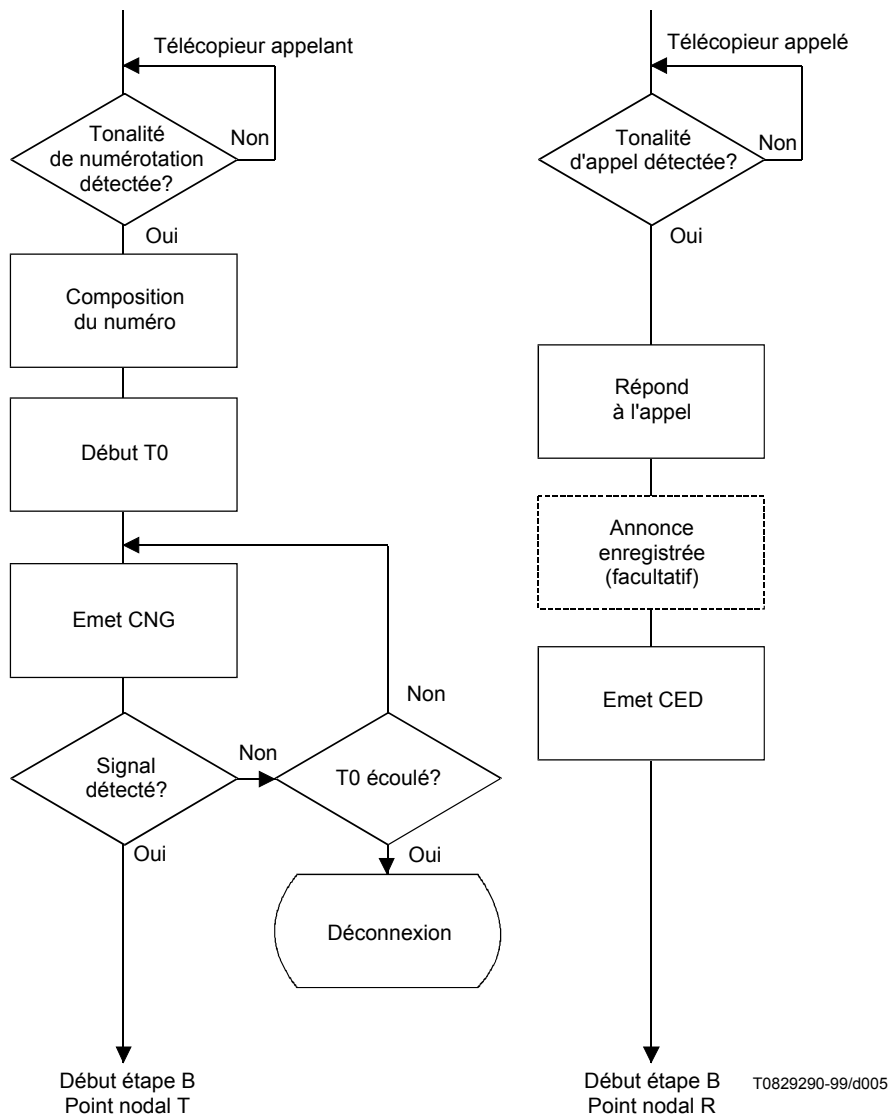 Télécopieur appelant
Tonalité
de numérotation
détectée?
Non
Oui
Composition
du numéro
Début T0
Emet CNG
Signal
détecté?
Non
Oui
T0 écoulé?
Non
Oui
Déconnexion
Début étape B
Point nodal T
Télécopieur appelé
Tonalité
d'appel détectée?
Non
Oui
Répond
à l'appel
Annonce
enregistrée
(facultatif)
Emet CED
Début étape B
Point nodal R
T0829290-99/d005